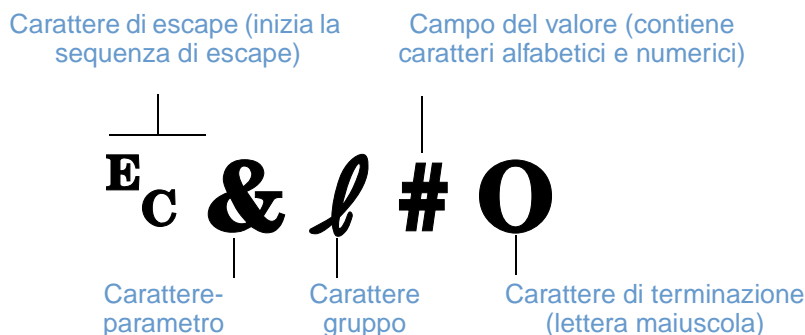 Carattere di escape (inizia la
sequenza di escape)
Campo del valore (contiene
caratteri alfabetici e numerici)
EC & ℓ # O
Carattere-
parametro
Carattere
gruppo
Carattere di terminazione
(lettera maiuscola)